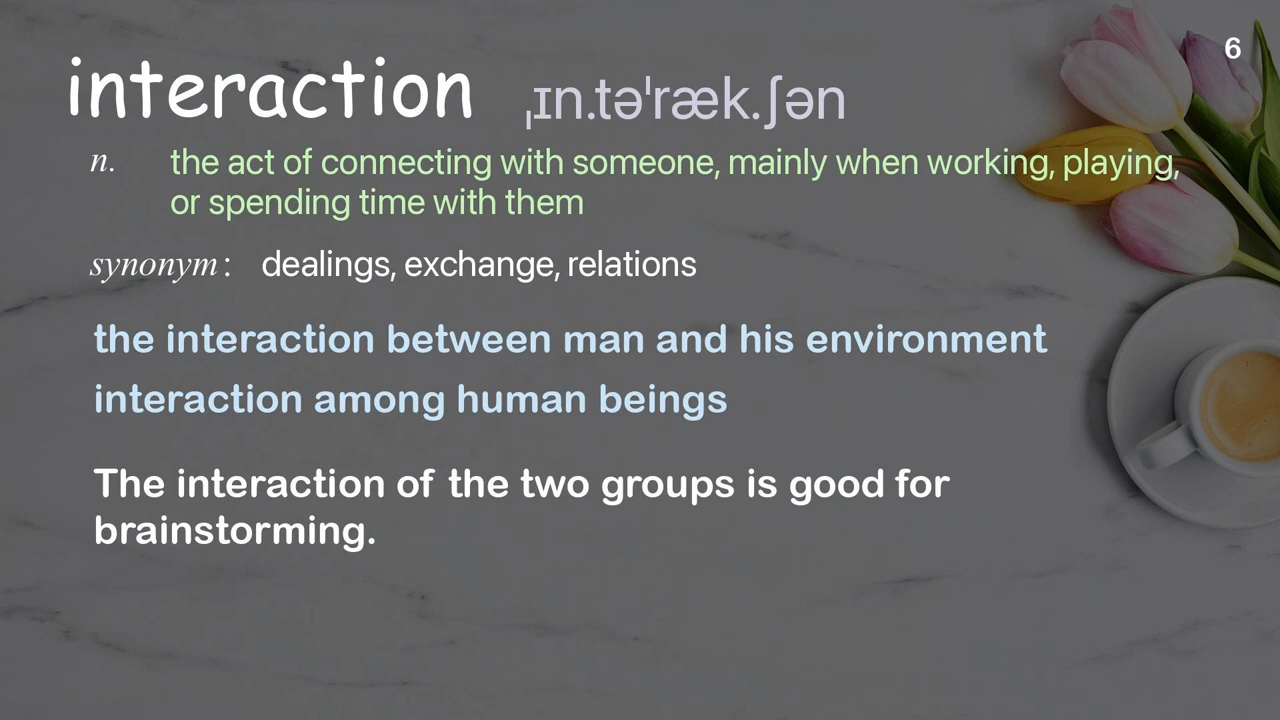 6
interaction ˌɪn.təˈræk.ʃən
n. the act of connecting with someone, mainly when working, playing,
or spending time with them
synonym: dealings, exchange, relations
the interaction between man and his environment
interaction among human beings
The interaction of the two groups is good for
brainstorming.